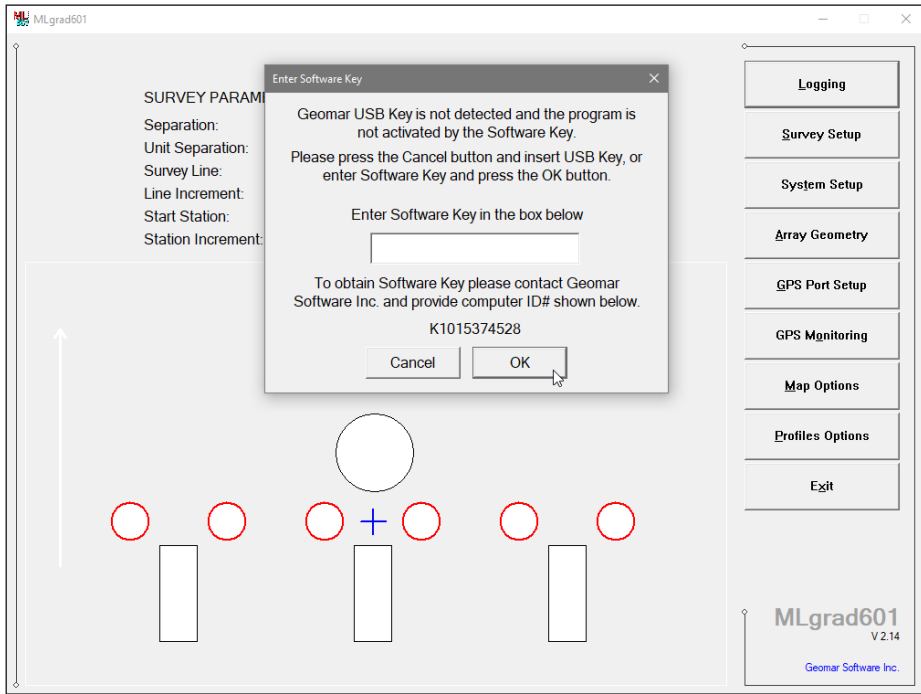 MLgrad601
SURVEY PARAM
Separation:
Unit Separation:
Survey Line:
Line Increment:
Start Station:
Station Increment:
Enter Software Key
Geomar USB Key is not detected and the program is
not activated by the Software Key.
Please press the Cancel button and insert USB Key, or
enter Software Key and press the OK button.
Enter Software Key in the box below
To obtain Software Key please contact Geomar
Software Inc. and provide computer ID# shown below.
K1015374528
Cancel
OK
Logging
Survey Setup
System Setup
Array Geometry
GPS Port Setup
GPS Monitoring
Map Options
Profiles Options
Exit
MLgrad601
V 2.14
Geomar Software Inc.